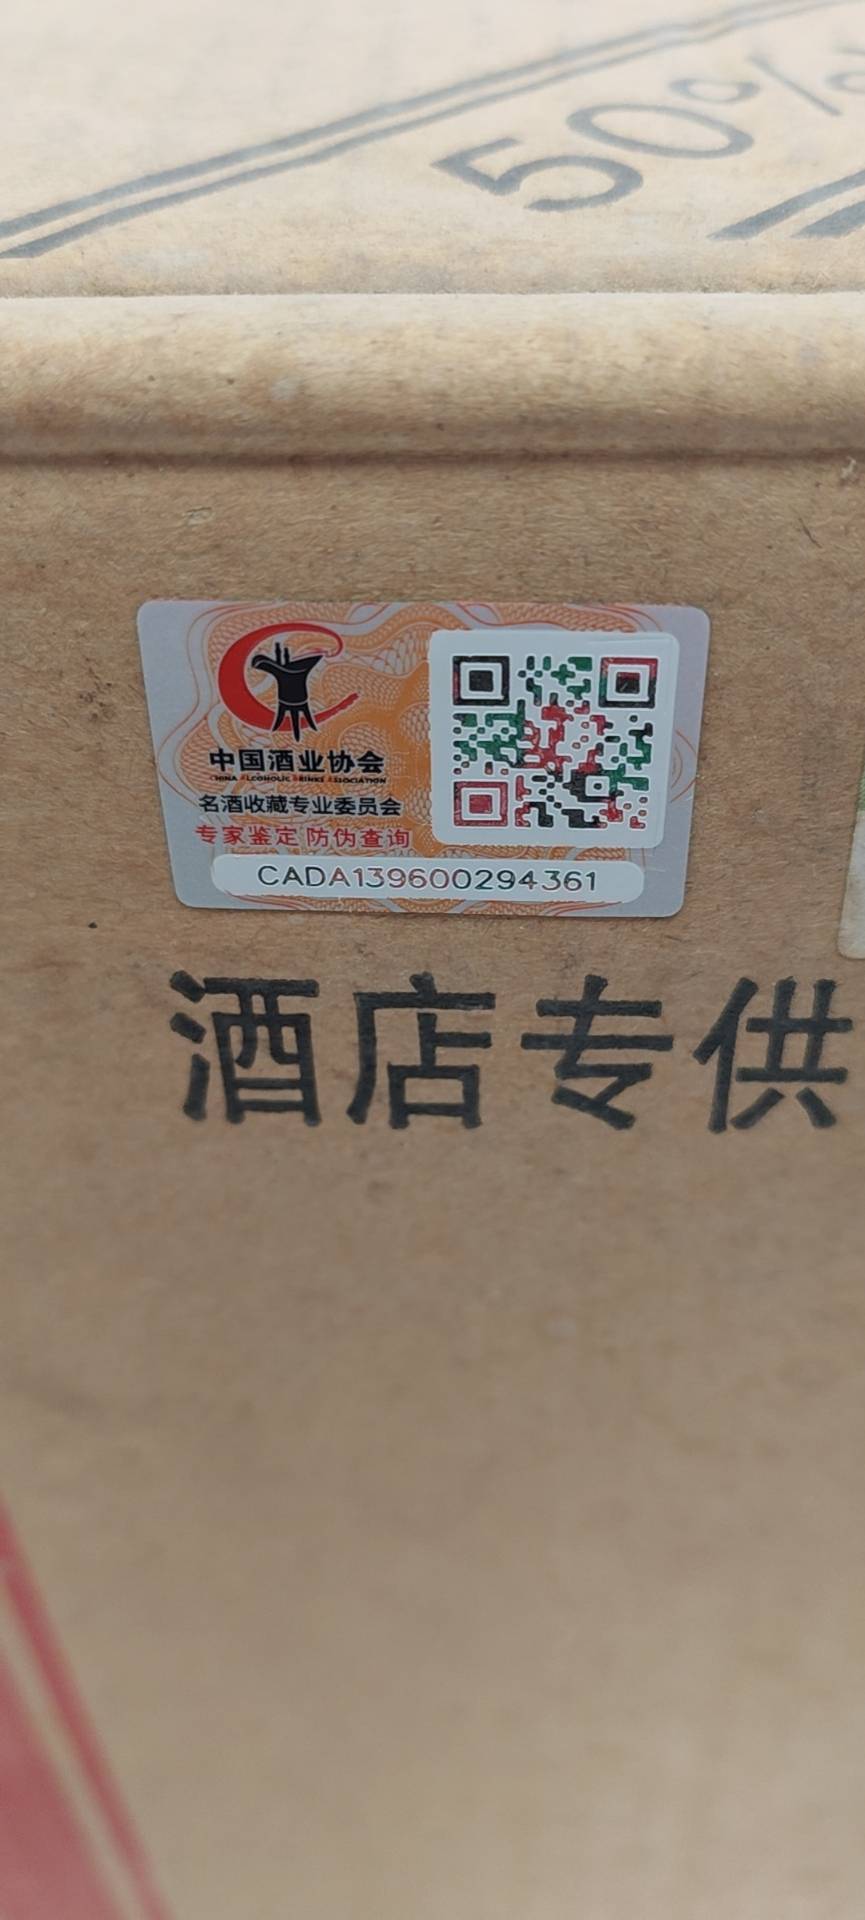 50%
中国酒业协会
CHINA ALCOHOLIC DRINKS ASSOCIATION
名酒收藏专业委员会
专家鉴定 防伪查询
CADA139600294361
酒店专供